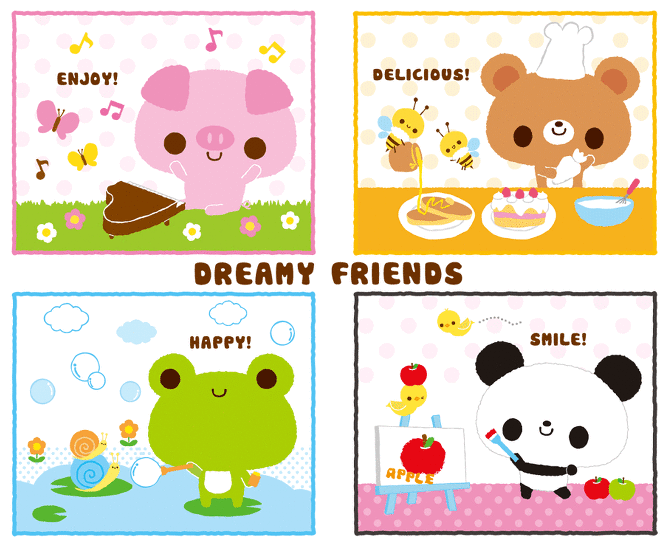 ENJOY!
DELICIOUS!
DREAMY FRIENDS
HAPPY!
SMILE!
APPLE